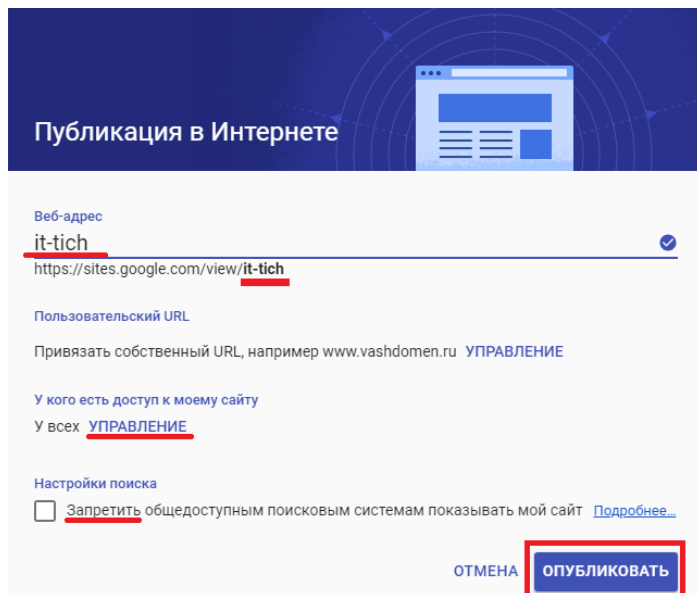 Публикация в Интернете
Веб-адрес
it-tich
https://sites.google.com/view/it-tich
Пользовательский URL
Привязать собственный URL, например www.vashdomen.ru УПРАВЛЕНИЕ
У кого есть доступ к моему сайту
У всех УПРАВЛЕНИЕ
Настройки поиска
Запретить общедоступным поисковым системам показывать мой сайт Подробнее…
ОТМЕНА ОПУБЛИКОВАТЬ